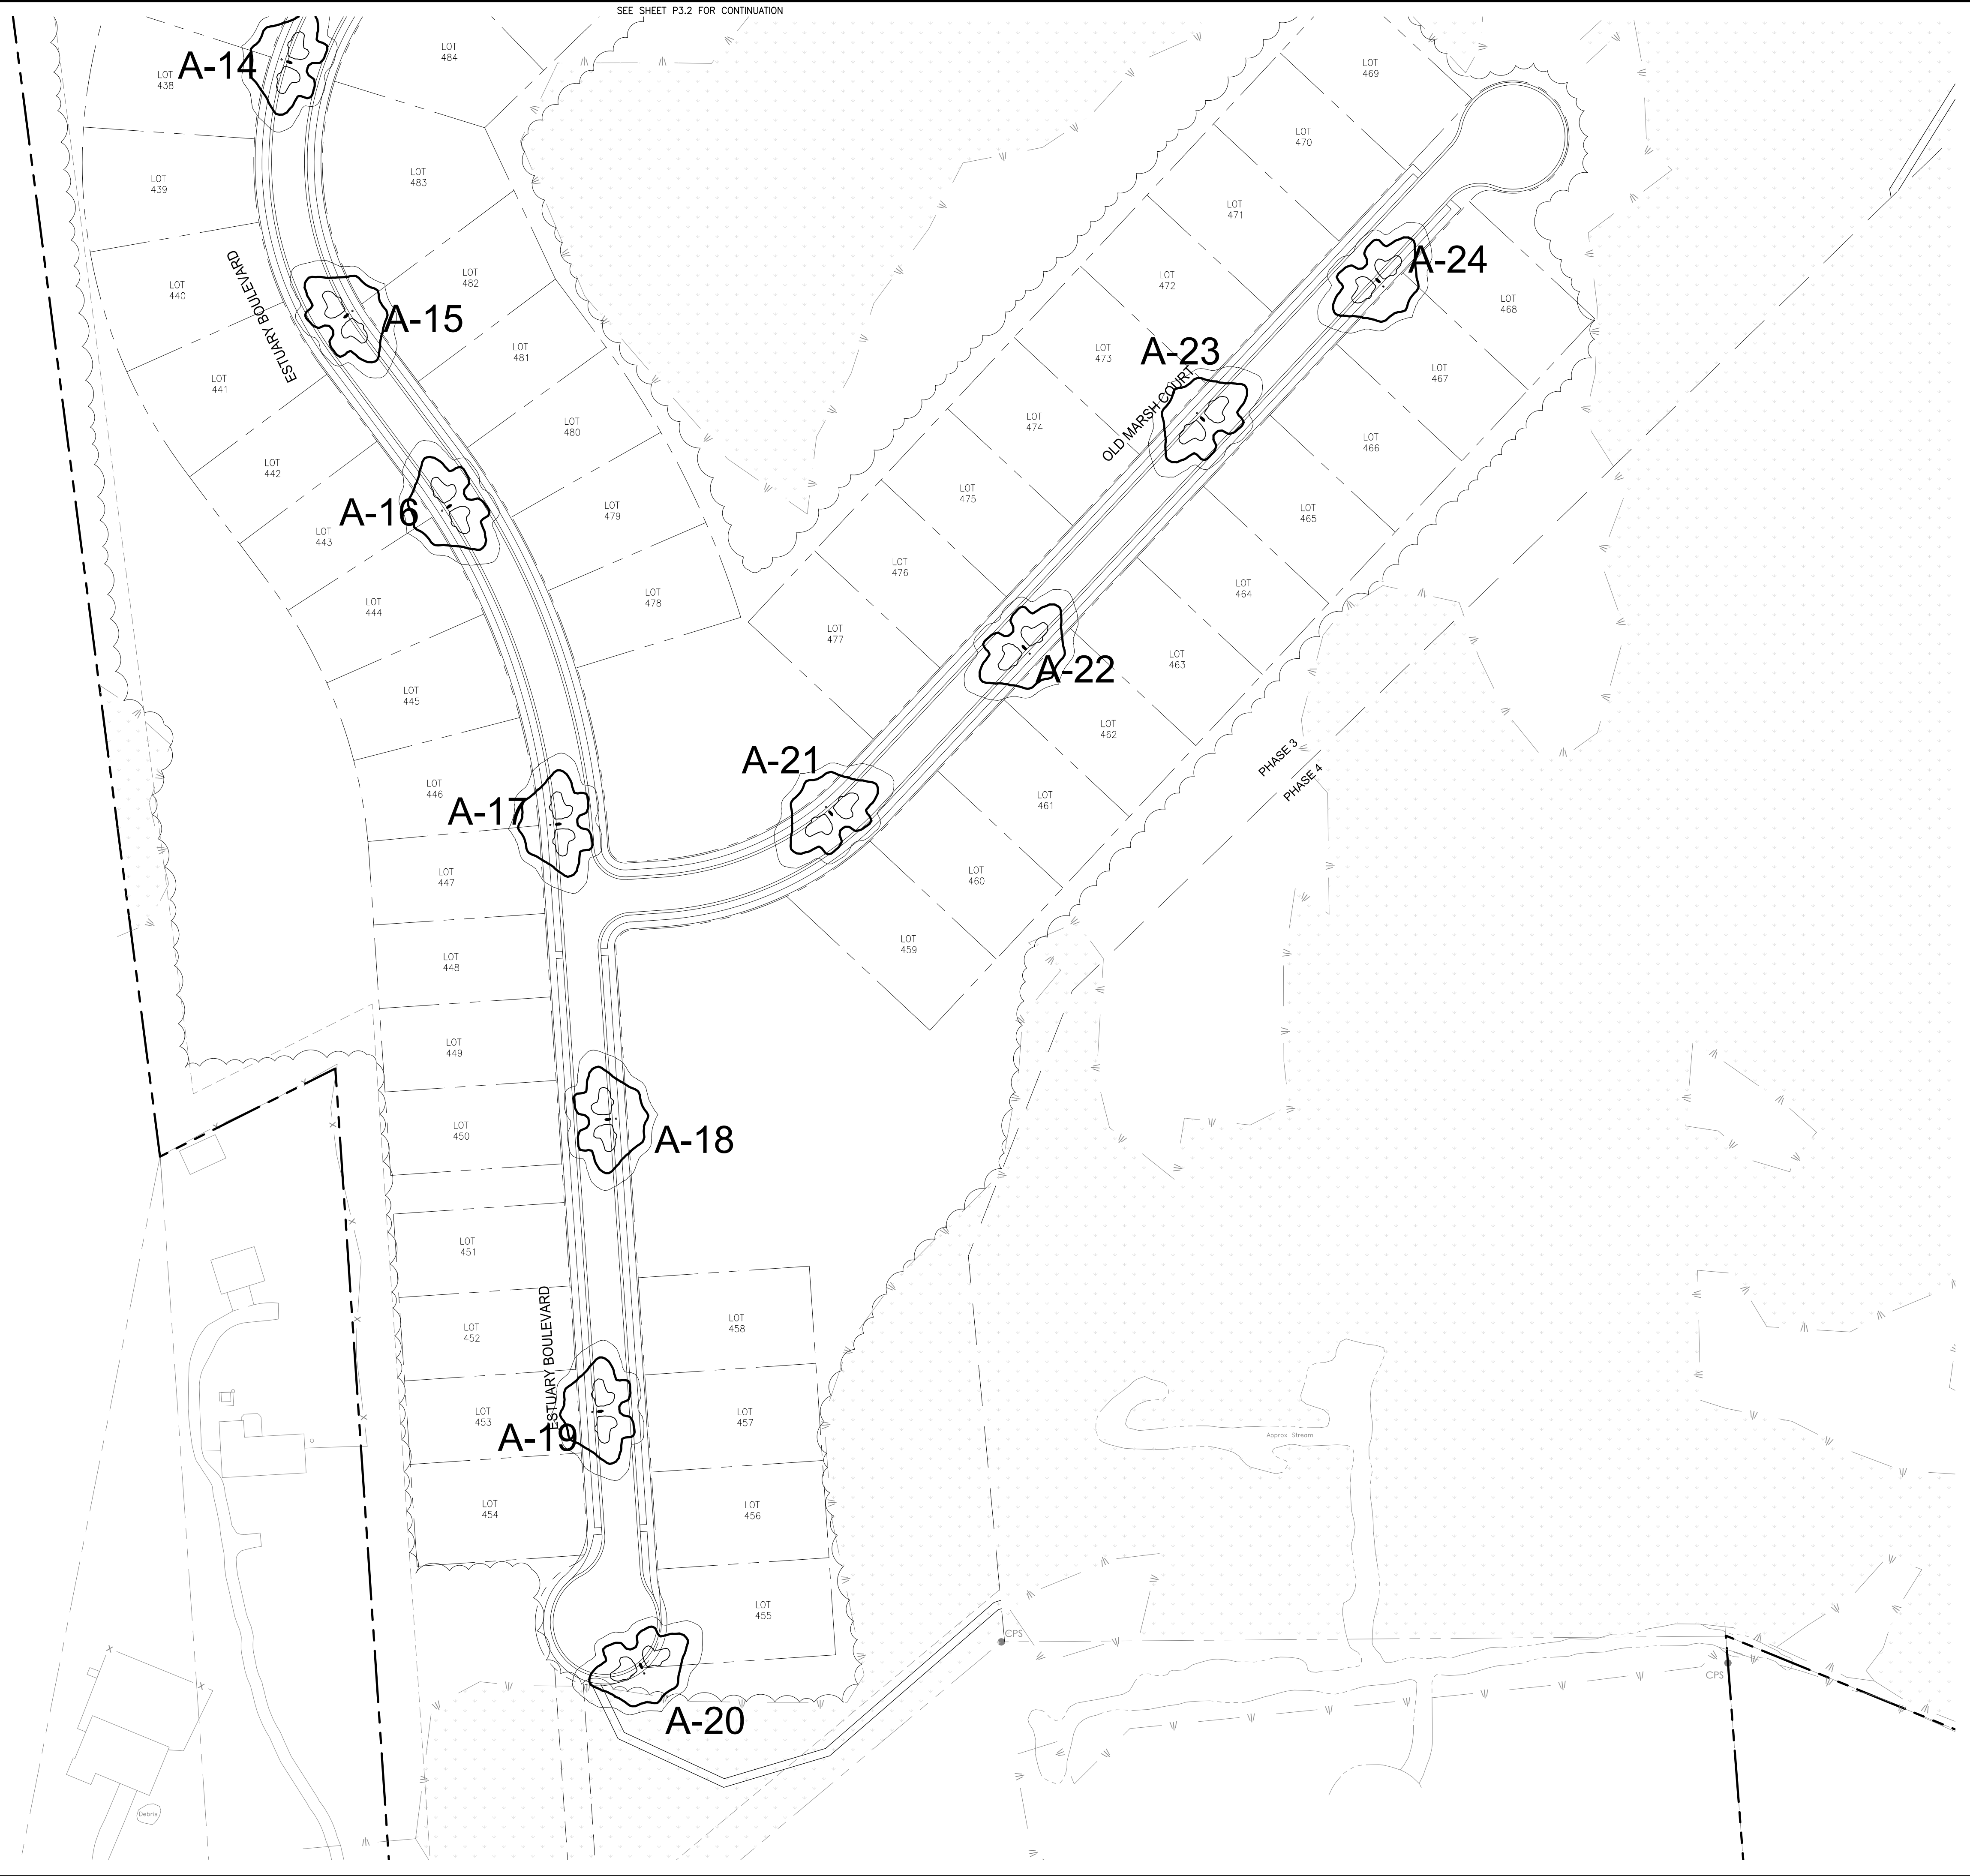 SEE SHEET P3.2 FOR CONTINUATION
A-14
LOT
438
LOT
484
LOT
469
LOT
470
LOT
439
LOT
483
LOT
471
LOT
440
ESTUARY BOULEVARD
LOT
482
LOT
472
A-24
LOT
468
A-15
LOT
481
LOT
473
A-23
OLD MARSH COURT
LOT
467
LOT
441
LOT
480
LOT
474
LOT
466
LOT
442
A-16
LOT
443
LOT
479
LOT
475
LOT
465
LOT
444
LOT
478
LOT
476
LOT
464
LOT
477
A-22
LOT
463
LOT
445
LOT
462
PHASE 3
PHASE 4
A-21
LOT
446
A-17
LOT
461
LOT
447
LOT
460
LOT
448
LOT
459
LOT
449
LOT
450
A-18
LOT
451
LOT
452
ESTUARY BOULEVARD
LOT
458
LOT
453
A-19
LOT
457
Approx Stream
LOT
454
LOT
456
LOT
455
CPS
CPS
A-20
Debris